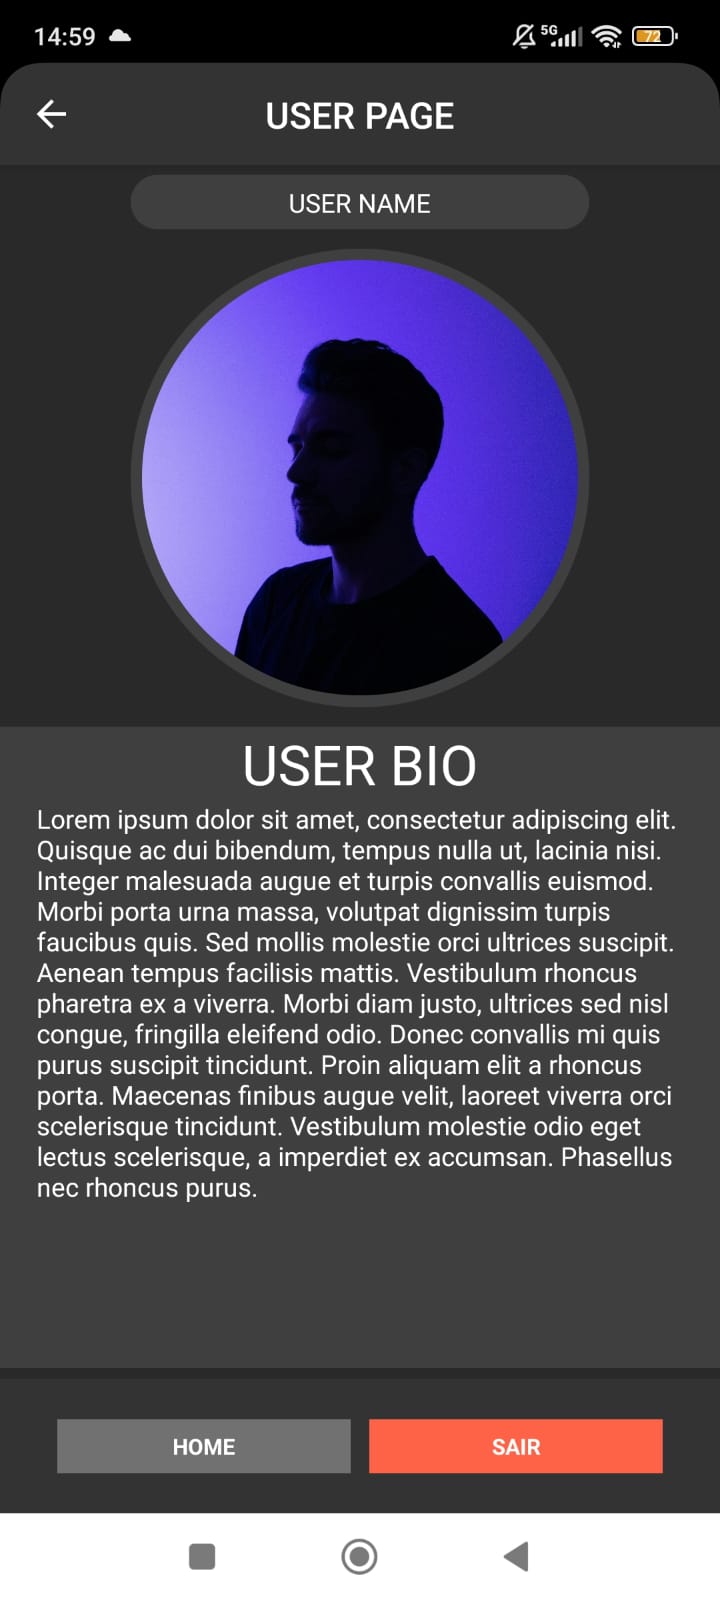 14:59
5G
72
USER PAGE
USER NAME
USER BIO
Lorem ipsum dolor sit amet, consectetur adipiscing elit.
Quisque ac dui bibendum, tempus nulla ut, lacinia nisi.
Integer malesuada augue et turpis convallis euismod.
Morbi porta urna massa, volutpat dignissim turpis
faucibus quis. Sed mollis molestie orci ultrices suscipit.
Aenean tempus facilisis mattis. Vestibulum rhoncus
pharetra ex a viverra. Morbi diam justo, ultrices sed nisl
congue, fringilla eleifend odio. Donec convallis mi quis
purus suscipit tincidunt. Proin aliquam elit a rhoncus
porta. Maecenas finibus augue velit, laoreet viverra orci
scelerisque tincidunt. Vestibulum molestie odio eget
lectus scelerisque, a imperdiet ex accumsan. Phasellus
nec rhoncus purus.
HOME
SAIR